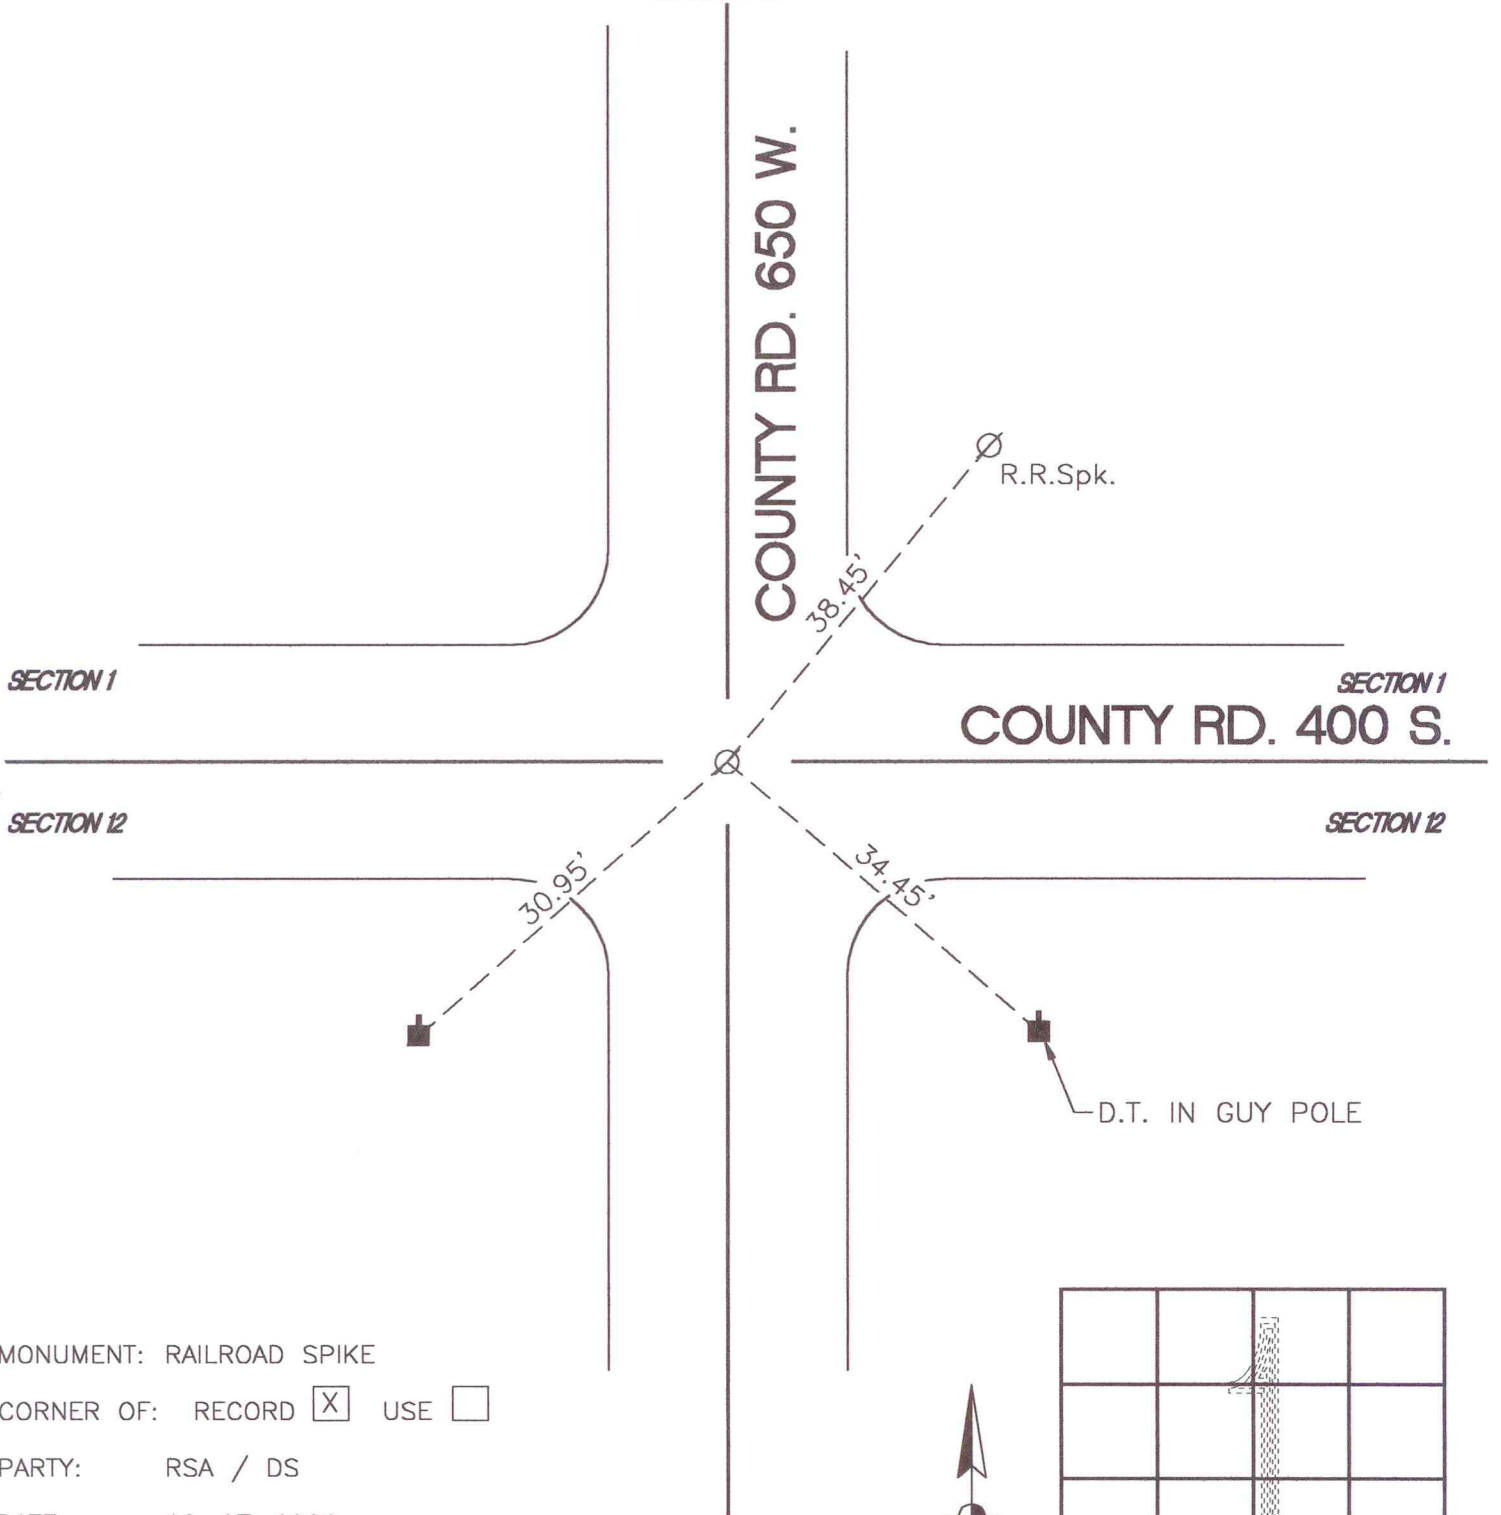 COUNTY RD. 650 W.
R.R.Spk.
38.45'
SECTION 1
SECTION 1
COUNTY RD. 400 S.
SECTION 12
SECTION 12
30.95'
34.45'
D.T. IN GUY POLE
MONUMENT: RAILROAD SPIKE
CORNER OF: RECORD X USE
PARTY: RSA / DS